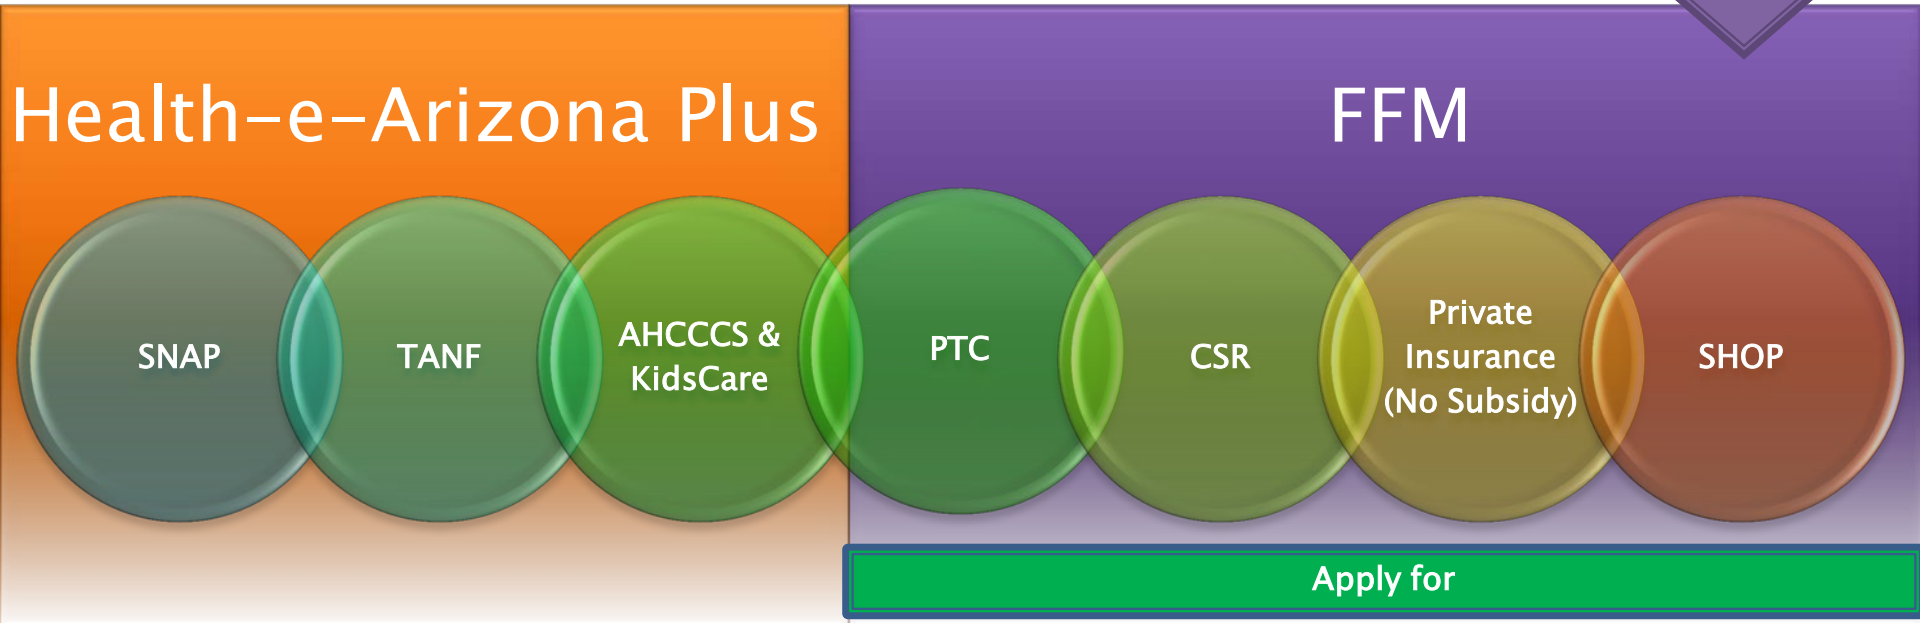 Health-e-Arizona Plus
FFM
SNAP
TANF
AHCCCS &
KidsCare
PTC
CSR
Private
Insurance
(No Subsidy)
SHOP
Apply for